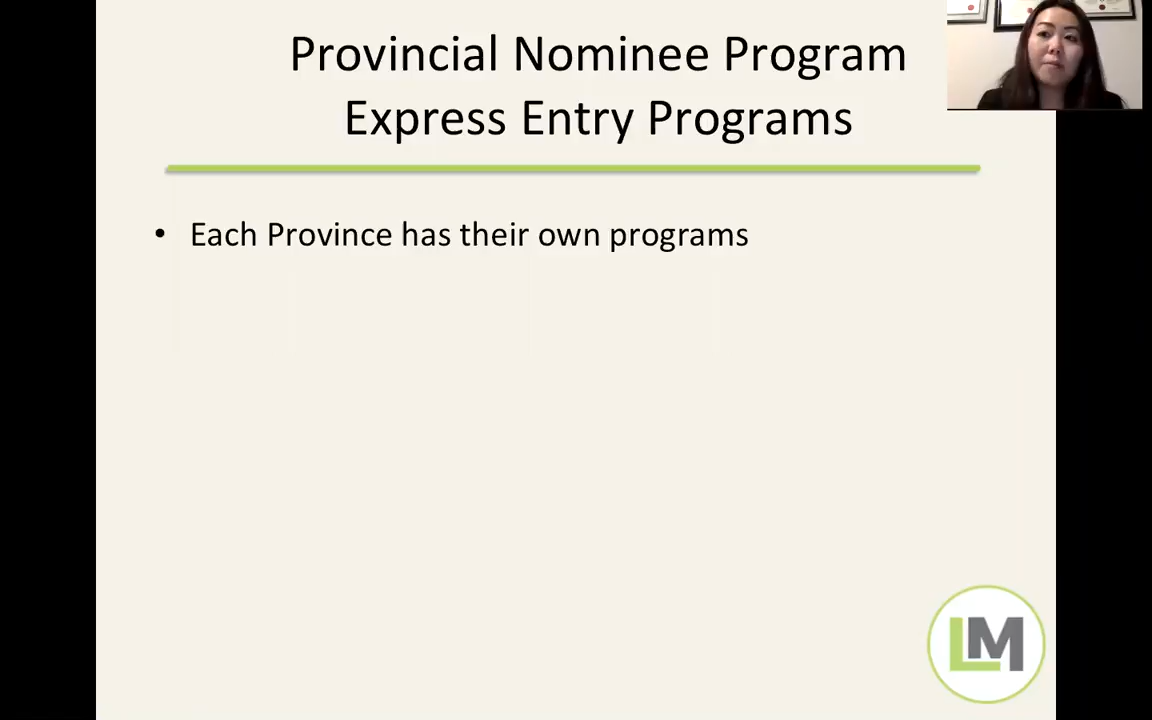 Provincial Nominee Program
Express Entry Programs
• Each Province has their own programs
LM